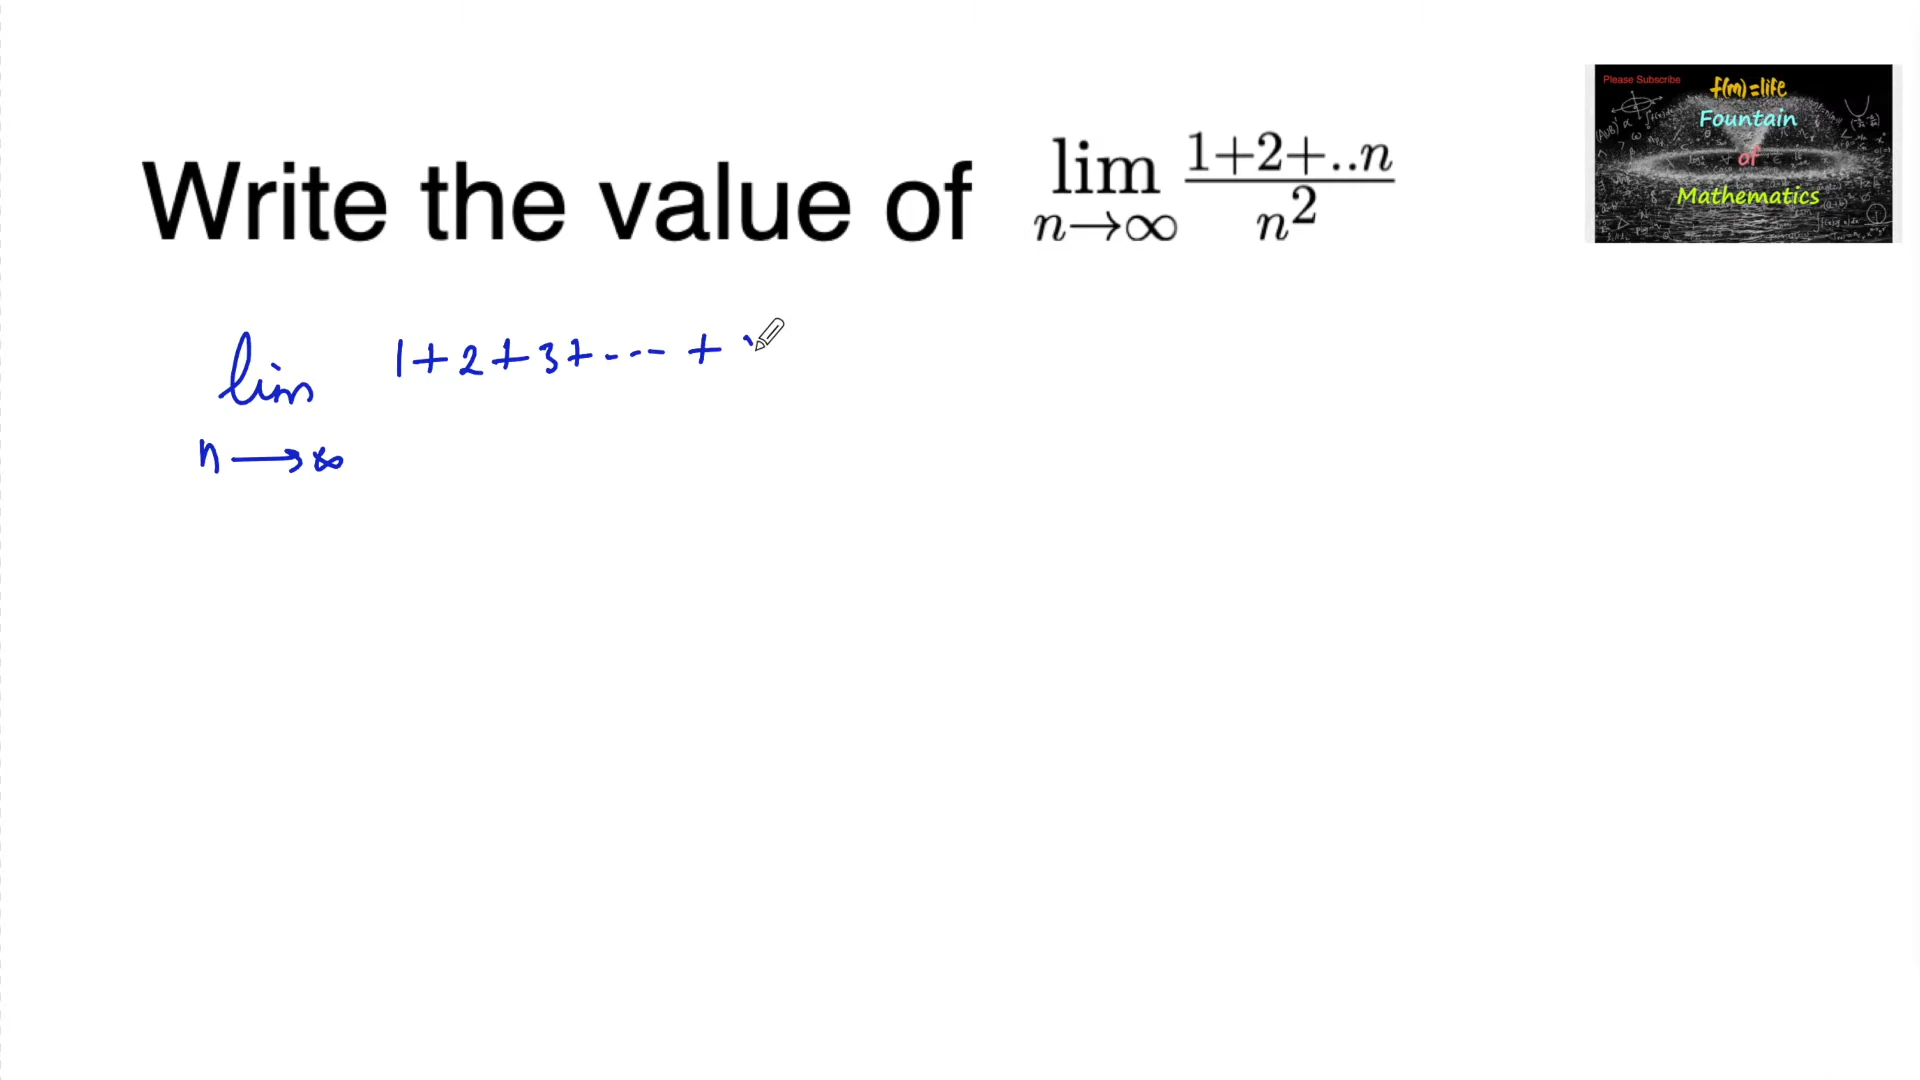 Please Subscribe
f(m)=life
Fountain
of
Mathematics
Write the value of lim n→∞ 1+2+..n / n²
lim 1+2+3+---- +
n → ∞